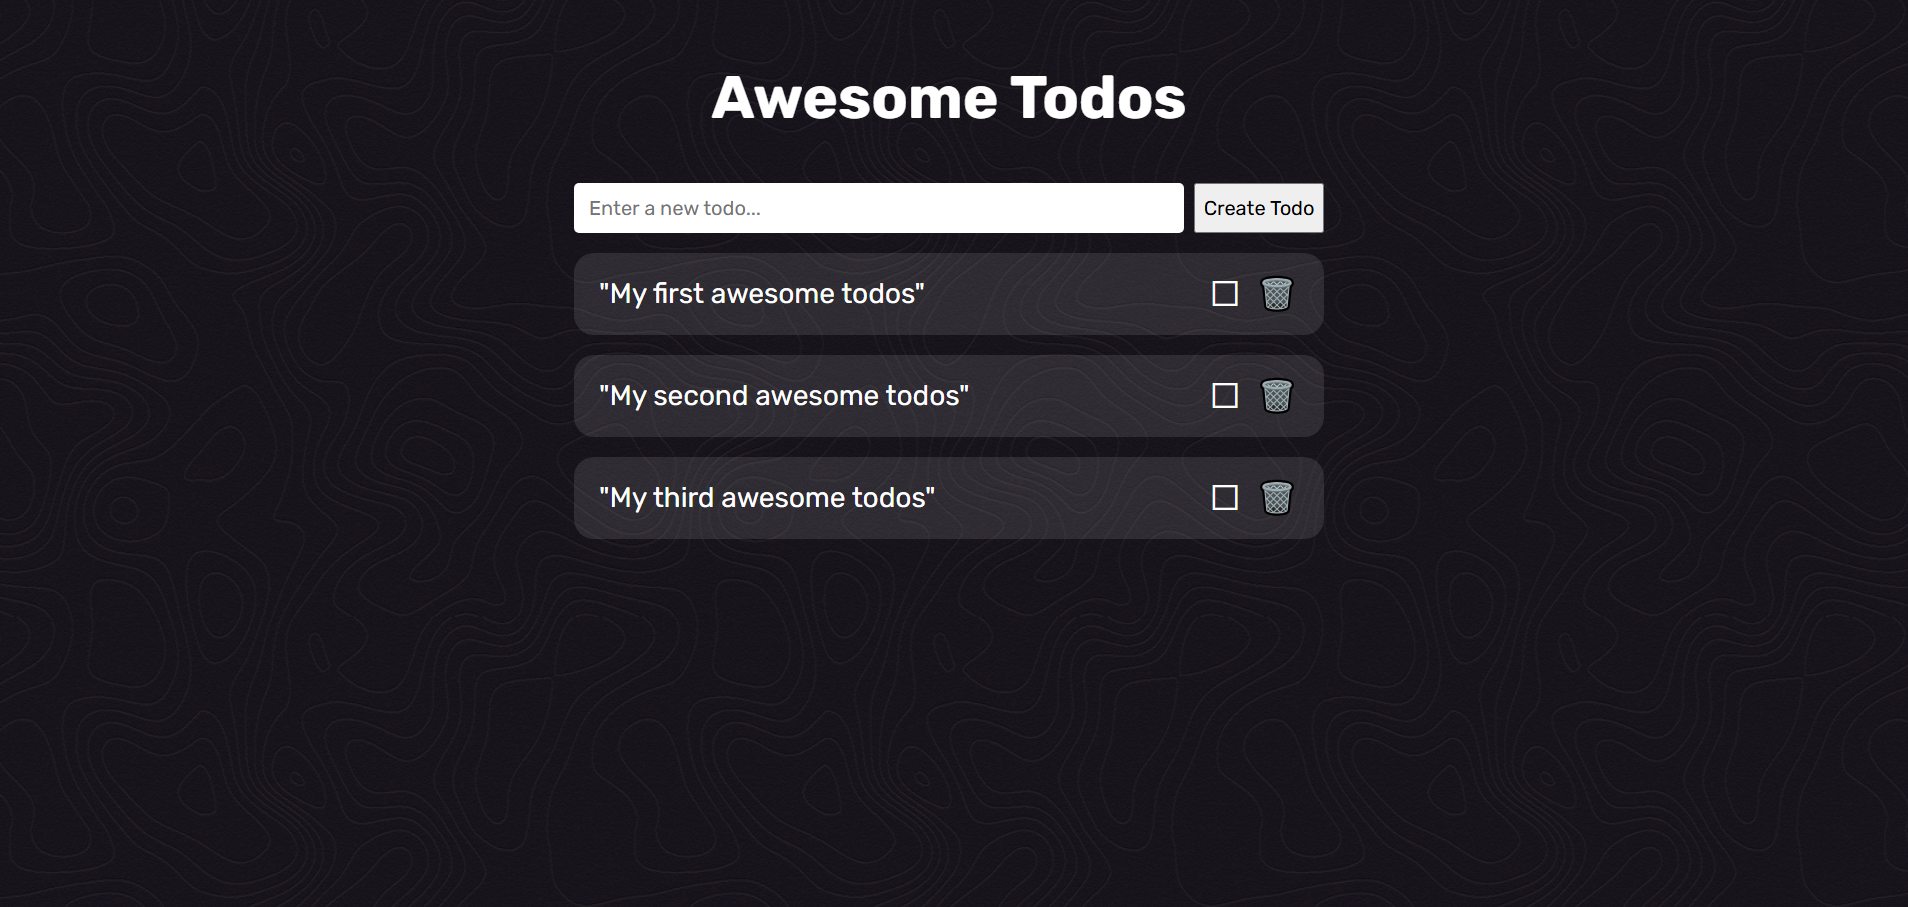 Awesome Todos
Enter a new todo...
Create Todo
"My first awesome todos"
"My second awesome todos"
"My third awesome todos"